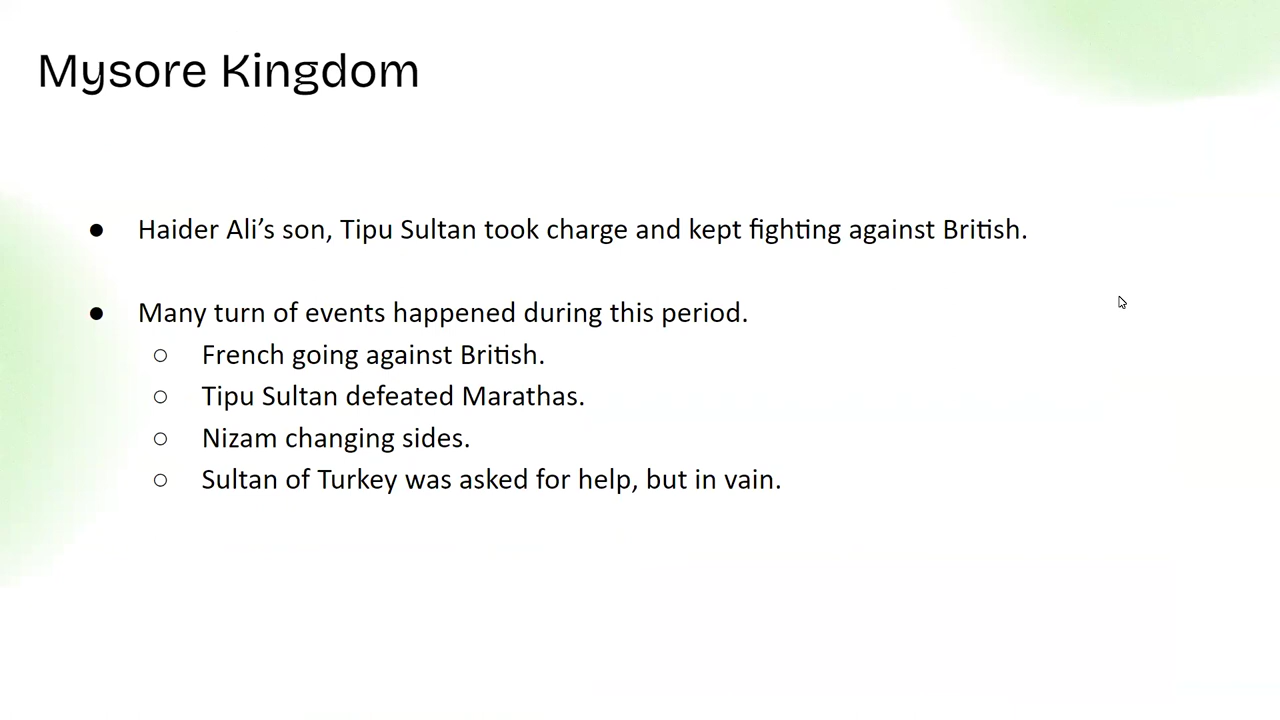 Mysore Kingdom
● Haider Ali’s son, Tipu Sultan took charge and kept fighting against British.
● Many turn of events happened during this period.
○ French going against British.
○ Tipu Sultan defeated Marathas.
○ Nizam changing sides.
○ Sultan of Turkey was asked for help, but in vain.